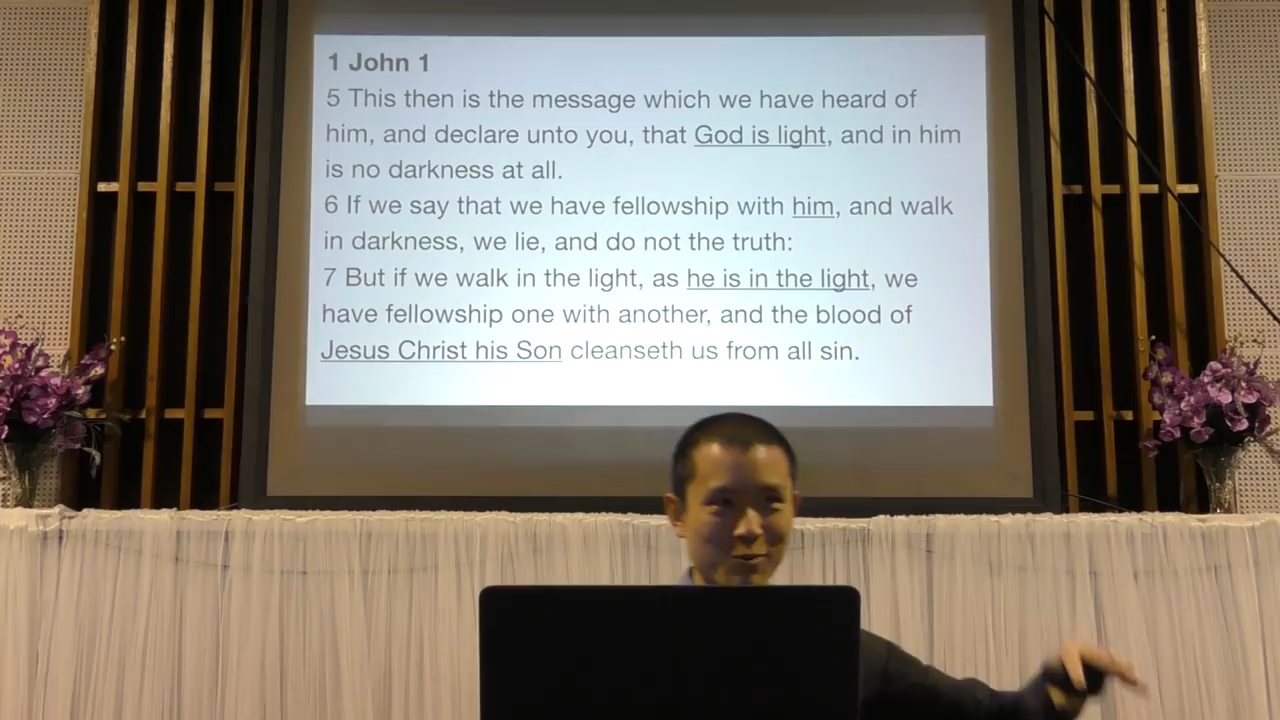 1 John 1
5 This then is the message which we have heard of
him, and declare unto you, that God is light, and in him
is no darkness at all.
6 If we say that we have fellowship with him, and walk
in darkness, we lie, and do not the truth:
7 But if we walk in the light, as he is in the light, we
have fellowship one with another, and the blood of
Jesus Christ his Son cleanseth us from all sin.